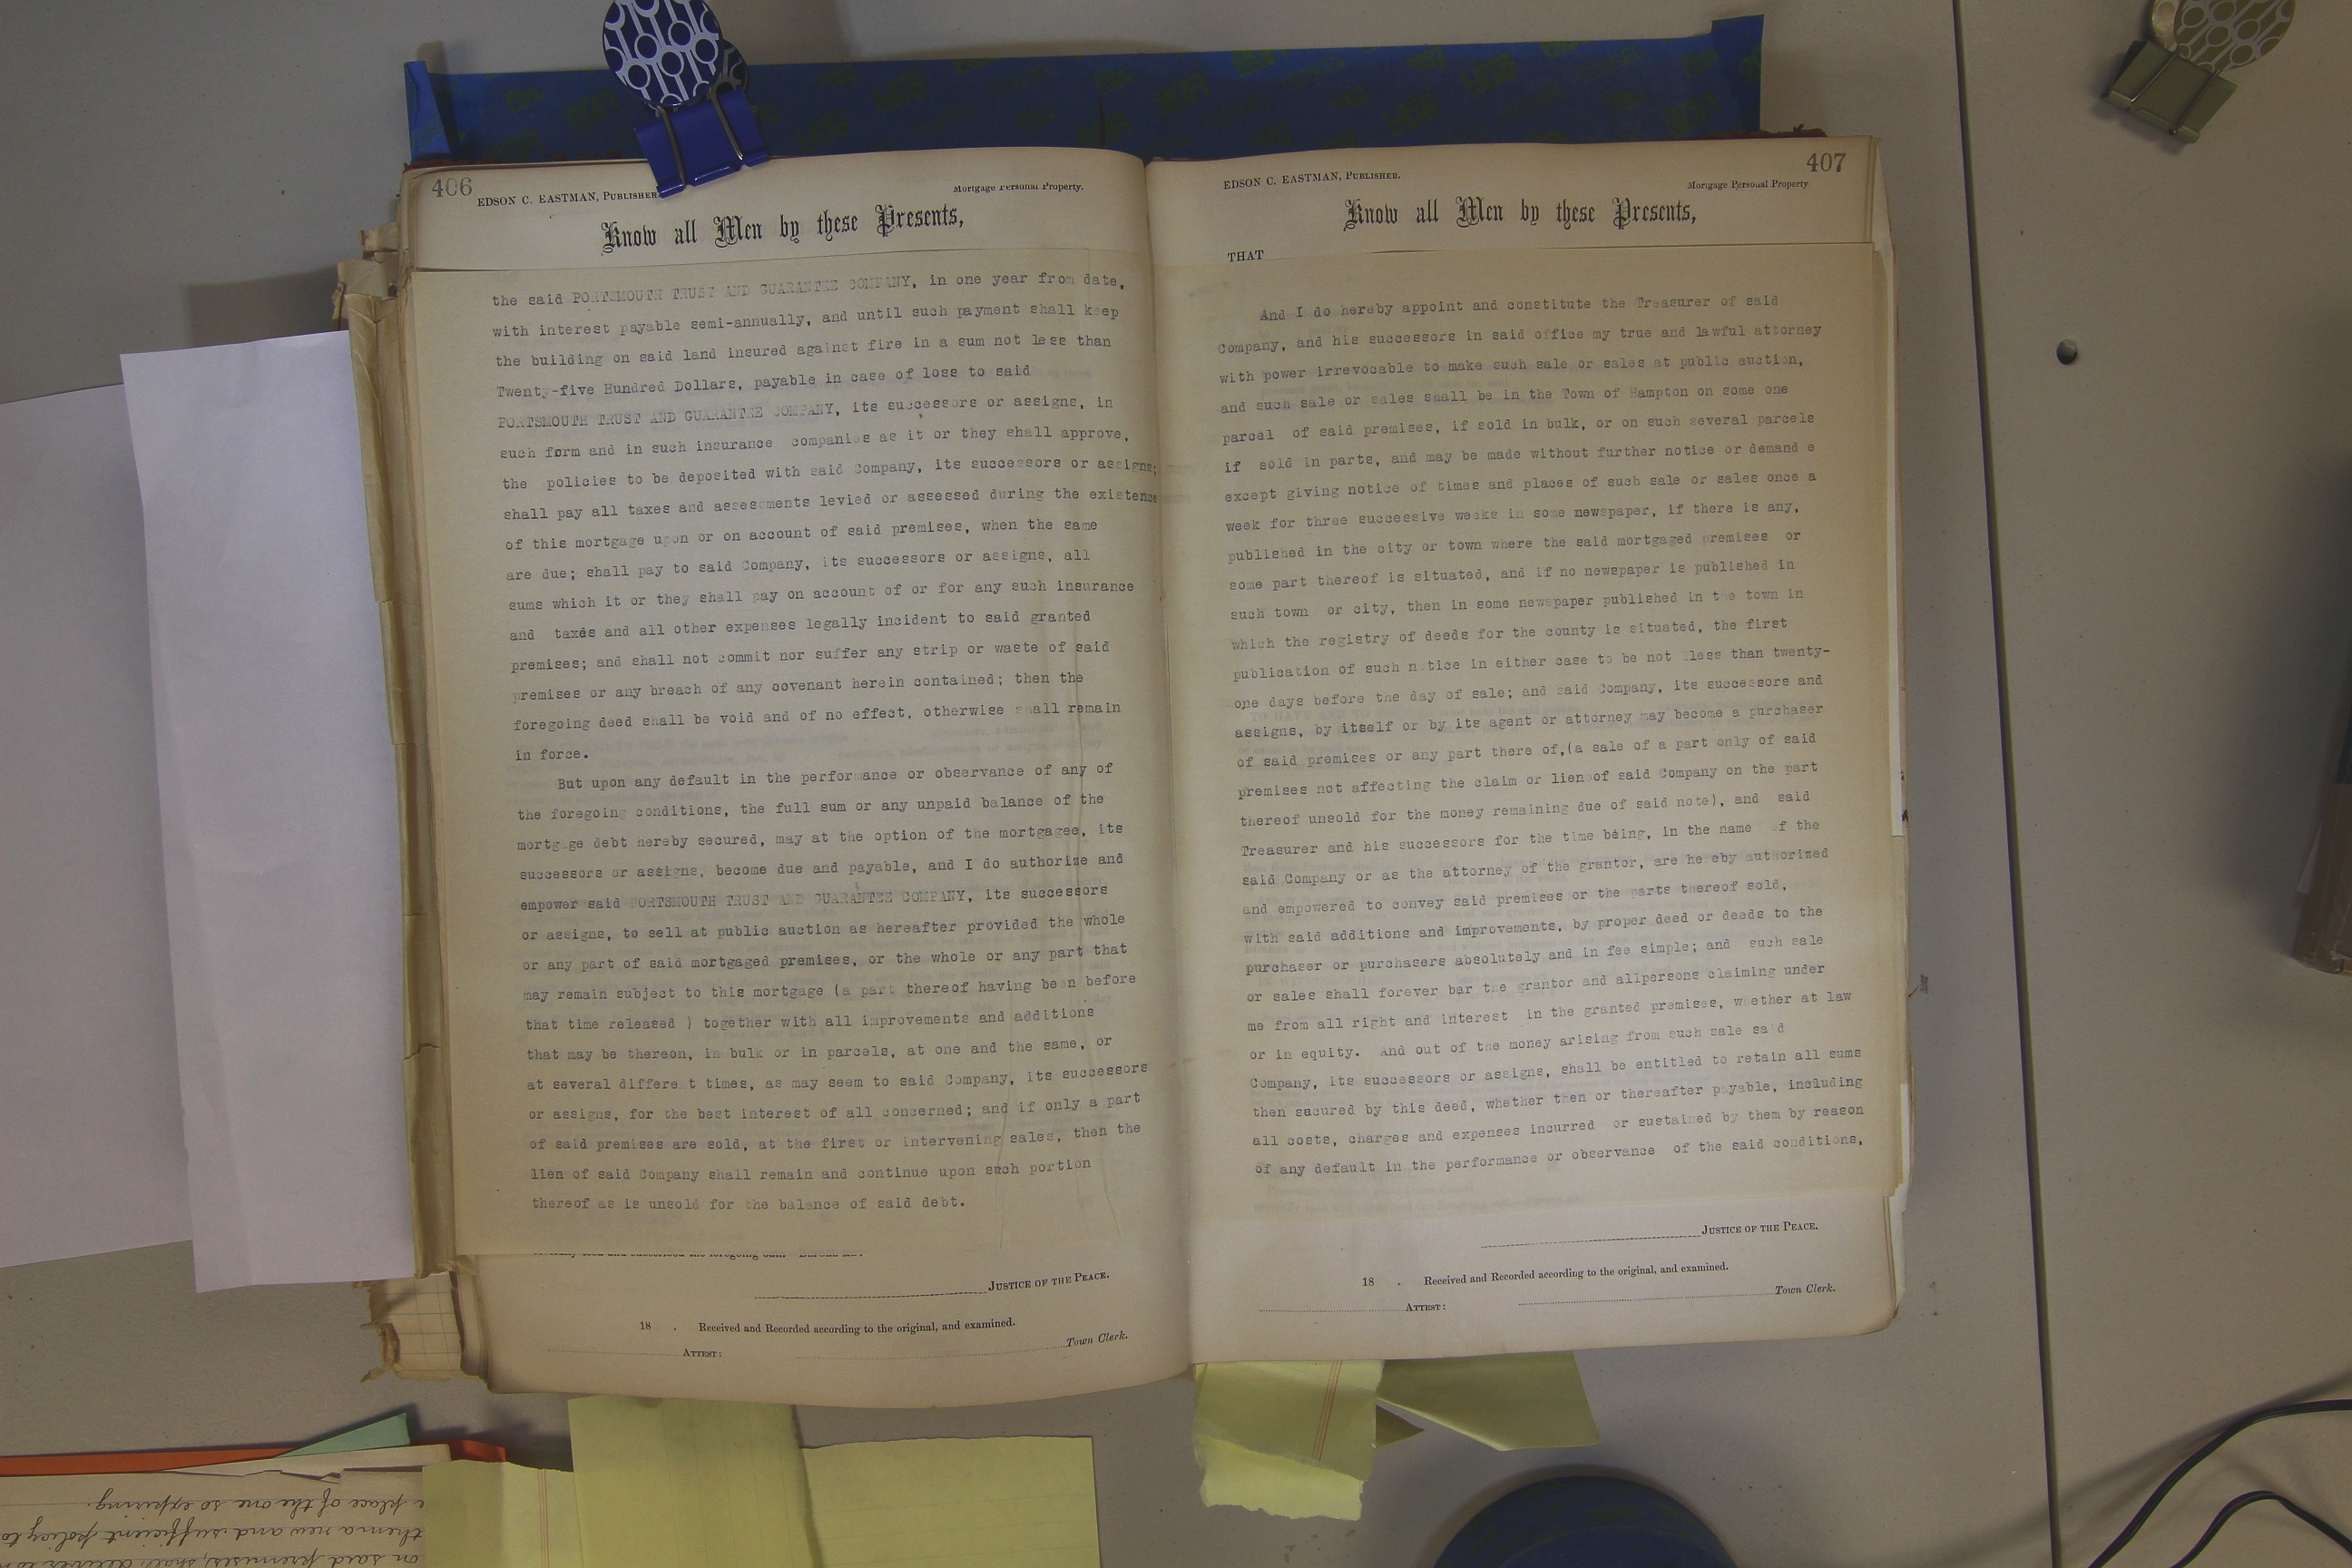 406
EDSON C. EASTMAN, PUBLISHER.
Mortgage Personal Property.
Know all Men by these Presents,
the said PORTSMOUTH TRUST AND GUARANTEE COMPANY, in one year from date,
with interest payable semi-annually, and until such payment shall keep
the building on said land insured against fire in a sum not less than
Twenty-five Hundred Dollars, payable in case of loss to said
PORTSMOUTH TRUST AND GUARANTEE COMPANY, its successors or assigns, in
such form and in such insurance companies as it or they shall approve,
the policies to be deposited with said Company, its successors or assigns;
shall pay all taxes and assessments levied or assessed during the existence
of this mortgage upon or on account of said premises, when the same
are due; shall pay to said Company, its successors or assigns, all
sums which it or they shall pay on account of or for any such insurance
and taxes and all other expenses legally incident to said granted
premises; and shall not commit nor suffer any strip or waste of said
premises or any breach of any covenant herein contained; then the
foregoing deed shall be void and of no effect, otherwise shall remain
in force.
But upon any default in the performance or observance of any of
the foregoing conditions, the full sum or any unpaid balance of the
mortgage debt hereby secured, may at the option of the mortgagee, its
successors or assigns, become due and payable, and I do authorize and
empower said PORTSMOUTH TRUST AND GUARANTEE COMPANY, its successors
or assigns, to sell at public auction as hereafter provided the whole
or any part of said mortgaged premises, or the whole or any part that
may remain subject to this mortgage (a part thereof having been before
that time released ) together with all improvements and additions
that may be thereon, in bulk or in parcels, at one and the same, or
at several different times, as may seem to said Company, its successors
or assigns, for the best interest of all concerned; and if only a part
of said premises are sold, at the first or intervening sales, then the
lien of said Company shall remain and continue upon such portion
thereof as is unsold for the balance of said debt.
JUSTICE OF THE PEACE.
18 . Received and Recorded according to the original, and examined.
ATTEST: Town Clerk.
407
EDSON C. EASTMAN, PUBLISHER.
Mortgage Personal Property
Know all Men by these Presents,
THAT
And I do hereby appoint and constitute the Treasurer of said
Company, and his successors in said office my true and lawful attorney
with power irrevocable to make such sale or sales at public auction,
and such sale or sales shall be in the Town of Hampton on some one
parcel of said premises, if sold in bulk, or on such several parcels
if sold in parts, and may be made without further notice or demand e
except giving notice of times and places of such sale or sales once a
week for three successive weeks in some newspaper, if there is any,
published in the city or town where the said mortgaged premises or
some part thereof is situated, and if no newspaper is published in
such town or city, then in some newspaper published in the town in
which the registry of deeds for the county is situated, the first
publication of such notice in either case to be not less than twenty-
one days before the day of sale; and said Company, its successors and
assigns, by itself or by its agent or attorney may become a purchaser
of said premises or any part there of,(a sale of a part only of said
premises not affecting the claim or lien of said Company on the part
thereof unsold for the money remaining due of said note), and said
Treasurer and his successors for the time being, in the name of the
said Company or as the attorney of the grantor, are hereby authorized
and empowered to convey said premises or the parts thereof sold,
with said additions and improvements, by proper deed or deeds to the
purchaser or purchasers absolutely and in fee simple; and such sale
or sales shall forever bar the grantor and allpersons claiming under
me from all right and interest in the granted premises, whether at law
or in equity. And out of the money arising from such sale said
Company, its successors or assigns, shall be entitled to retain all sums
then sucured by this deed, whether then or thereafter payable, including
all costs, charges and expenses incurred or sustained by them by reason
of any default in the performance or observance of the said conditions,
JUSTICE OF THE PEACE.
18 . Received and Recorded according to the original, and examined.
ATTEST: Town Clerk.
on said premises, shall deliver to
them a new and sufficient policy to
place of the one so expiring.